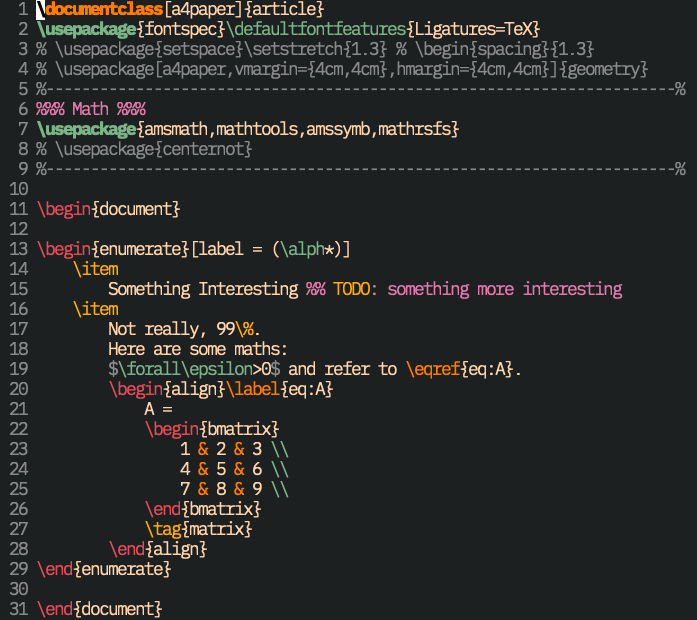 1 \documentclass[a4paper]{article}
2 \usepackage{fontspec}\defaultfontfeatures{Ligatures=TeX}
3 % \usepackage{setspace}\setstretch{1.3} % \begin{spacing}{1.3}
4 % \usepackage[a4paper,vmargin={4cm,4cm},hmargin={4cm,4cm}]{geometry}
5 %----------------------------------------------------------------------%
6 %%% Math %%%
7 \usepackage{amsmath,mathtools,amssymb,mathrsfs}
8 % \usepackage{centernot}
9 %----------------------------------------------------------------------%
10
11 \begin{document}
12
13 \begin{enumerate}[label = (\alph*)]
14     \item
15         Something Interesting %% TODO: something more interesting
16     \item
17         Not really, 99\%.
18         Here are some maths:
19         $\forall\epsilon>0$ and refer to \eqref{eq:A}.
20         \begin{align}\label{eq:A}
21             A =
22             \begin{bmatrix}
23                 1 & 2 & 3 \\
24                 4 & 5 & 6 \\
25                 7 & 8 & 9 \\
26             \end{bmatrix}
27             \tag{matrix}
28         \end{align}
29 \end{enumerate}
30
31 \end{document}